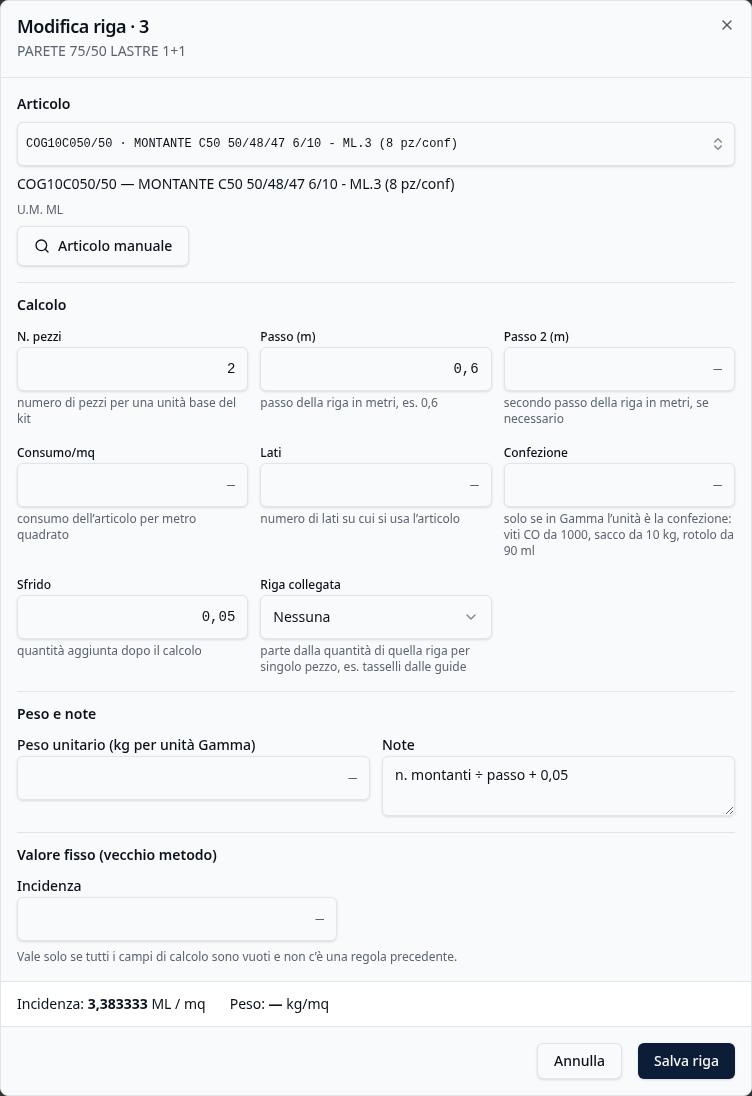 Modifica riga · 3
PARETE 75/50 LASTRE 1+1
Articolo
COG10C050/50 · MONTANTE C50 50/48/47 6/10 - ML.3 (8 pz/conf)
COG10C050/50 — MONTANTE C50 50/48/47 6/10 - ML.3 (8 pz/conf)
U.M. ML
Articolo manuale
Calcolo
N. pezzi
Passo (m)
Passo 2 (m)
2
0,6
—
numero di pezzi per una unità base del
kit
passo della riga in metri, es. 0,6
secondo passo della riga in metri, se
necessario
Consumo/mq
Lati
Confezione
—
—
—
consumo dell’articolo per metro
quadrato
numero di lati su cui si usa l’articolo
solo se in Gamma l’unità è la confezione:
viti CO da 1000, sacco da 10 kg, rotolo da
90 ml
Sfrido
Riga collegata
0,05
Nessuna
quantità aggiunta dopo il calcolo
parte dalla quantità di quella riga per
singolo pezzo, es. tasselli dalle guide
Peso e note
Peso unitario (kg per unità Gamma)
Note
—
n. montanti ÷ passo + 0,05
Valore fisso (vecchio metodo)
Incidenza
—
Vale solo se tutti i campi di calcolo sono vuoti e non c’è una regola precedente.
Incidenza: 3,383333 ML / mq Peso: — kg/mq
Annulla
Salva riga